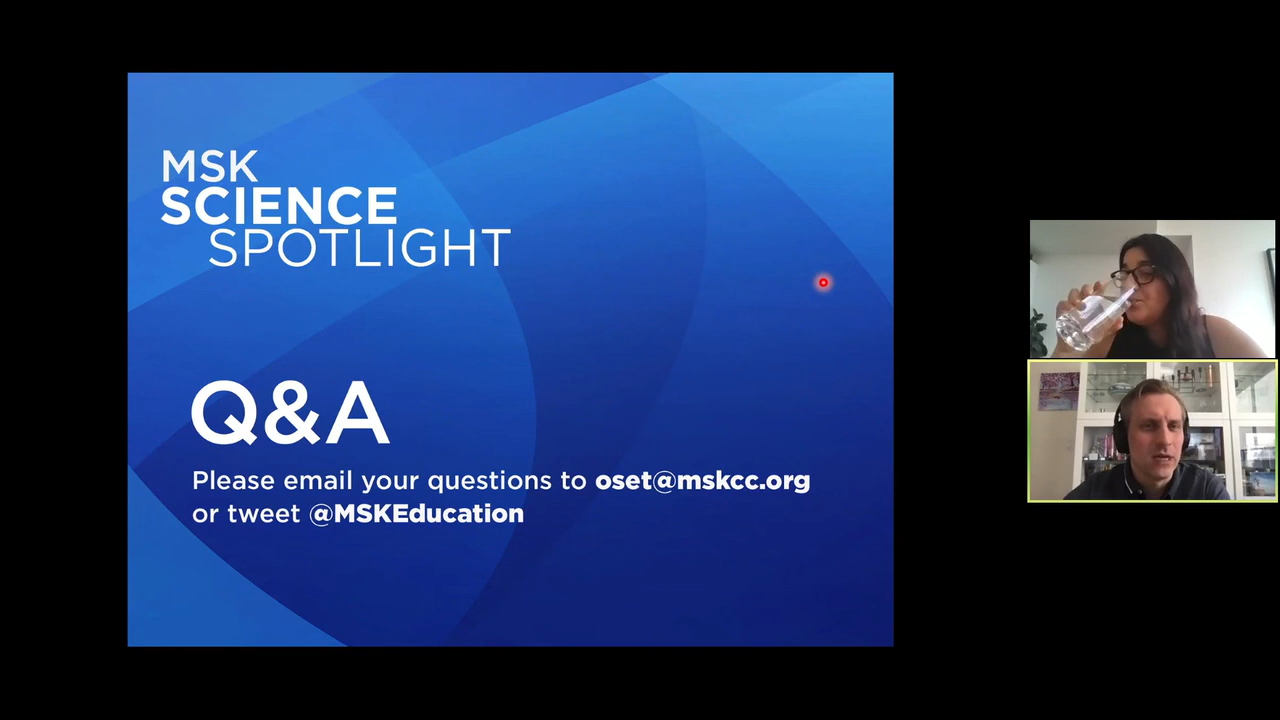 MSK
SCIENCE
SPOTLIGHT
Q&A
Please email your questions to oset@mskcc.org
or tweet @MSKEducation